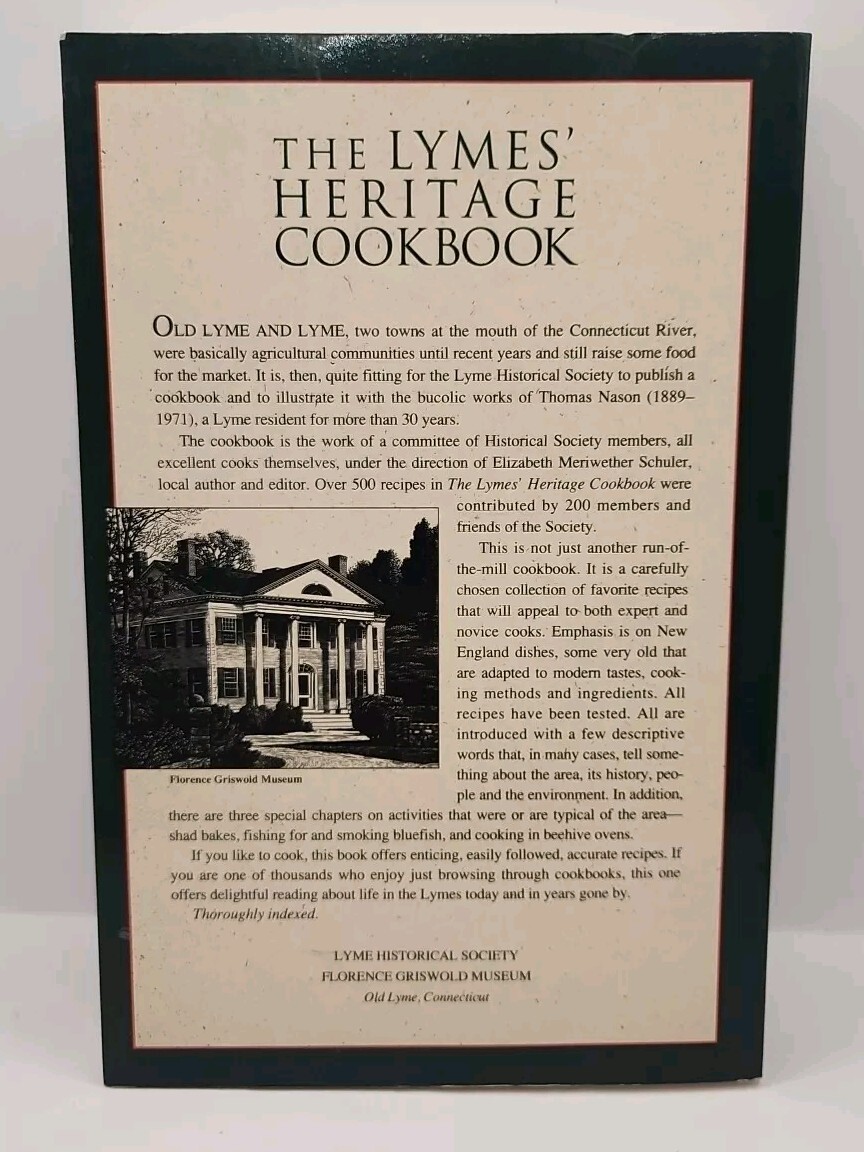 THE LYMES'
HERITAGE
COOKBOOK
OLD LYME AND LYME, two towns at the mouth of the Connecticut River,
were basically agricultural communities until recent years and still raise some food
for the market. It is, then, quite fitting for the Lyme Historical Society to publish a
cookbook and to illustrate it with the bucolic works of Thomas Nason (1889–
1971), a Lyme resident for more than 30 years.
The cookbook is the work of a committee of Historical Society members, all
excellent cooks themselves, under the direction of Elizabeth Meriwether Schuler,
local author and editor. Over 500 recipes in The Lymes' Heritage Cookbook were
contributed by 200 members and
friends of the Society.
This is not just another run-of-
the-mill cookbook. It is a carefully
chosen collection of favorite recipes
that will appeal to both expert and
novice cooks. Emphasis is on New
England dishes, some very old that
are adapted to modern tastes, cook-
ing methods and ingredients. All
recipes have been tested. All are
introduced with a few descriptive
words that, in many cases, tell some-
thing about the area, its history, peo-
ple and the environment. In addition,
Florence Griswold Museum
there are three special chapters on activities that were or are typical of the area—
shad bakes, fishing for and smoking bluefish, and cooking in beehive ovens.
If you like to cook, this book offers enticing, easily followed, accurate recipes. If
you are one of thousands who enjoy just browsing through cookbooks, this one
offers delightful reading about life in the Lymes today and in years gone by.
Thoroughly indexed.
LYME HISTORICAL SOCIETY
FLORENCE GRISWOLD MUSEUM
Old Lyme, Connecticut